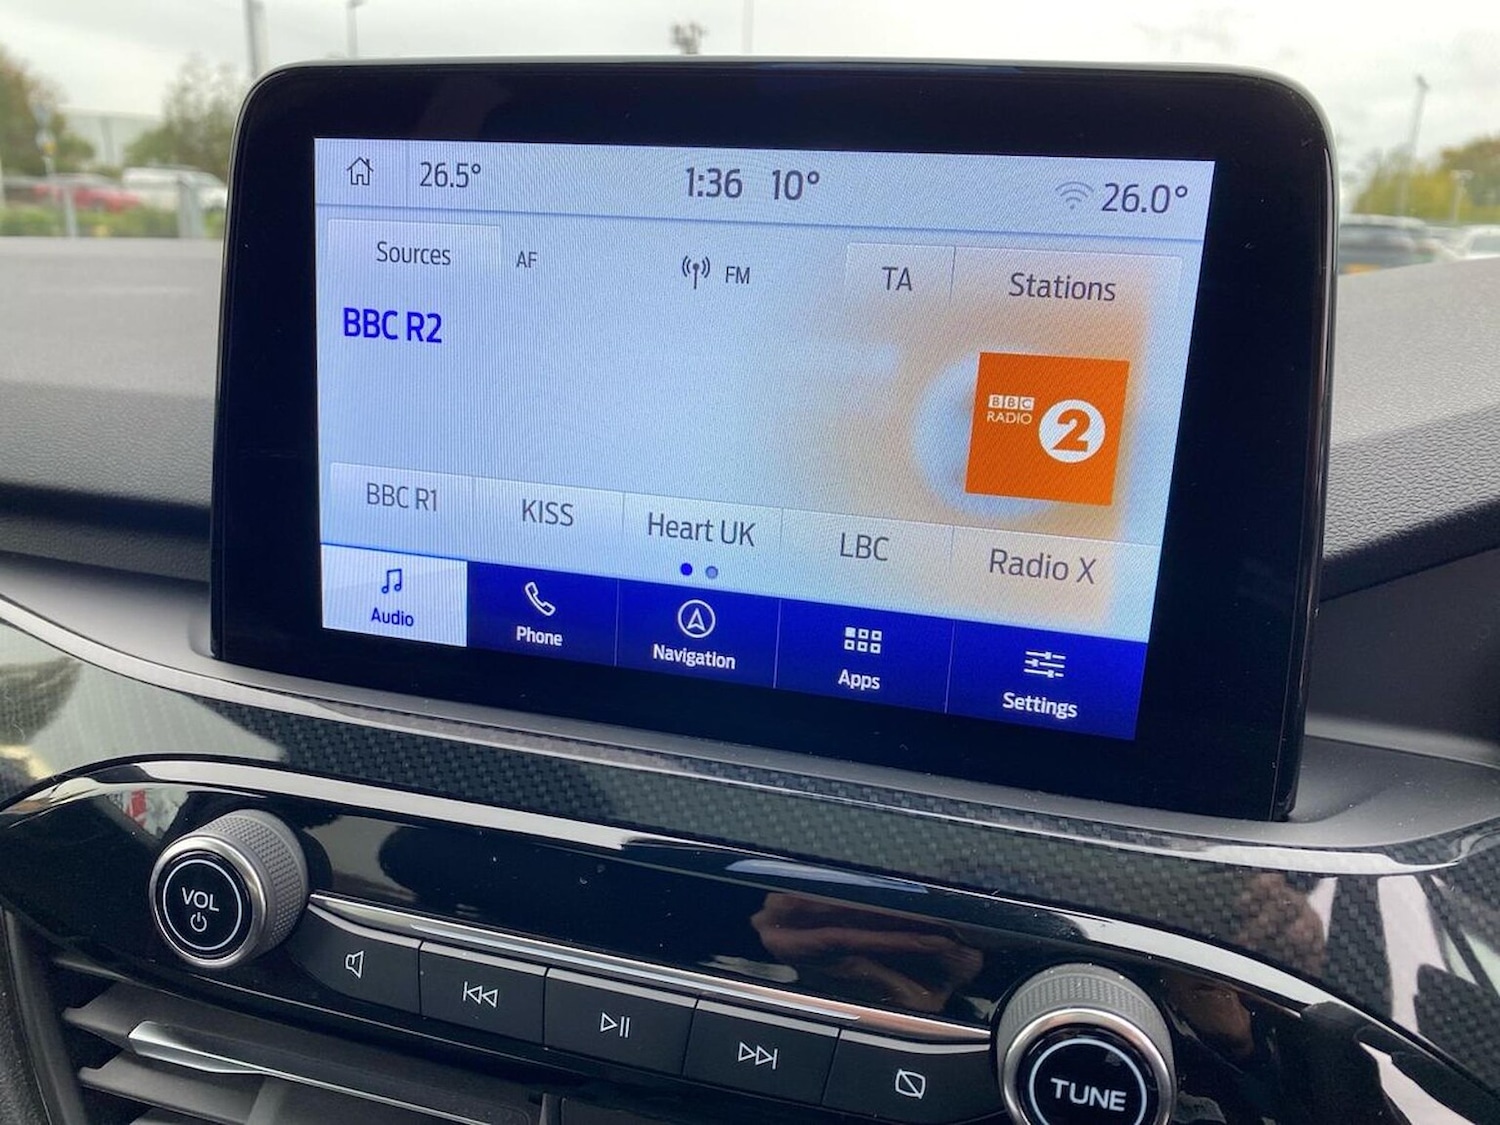 26.5° 1:36 10° 26.0°
Sources AF FM TA Stations
BBC R2
BBC
RADIO 2
BBC R1 KISS Heart UK LBC Radio X
Audio Phone Navigation Apps Settings
VOL
TUNE